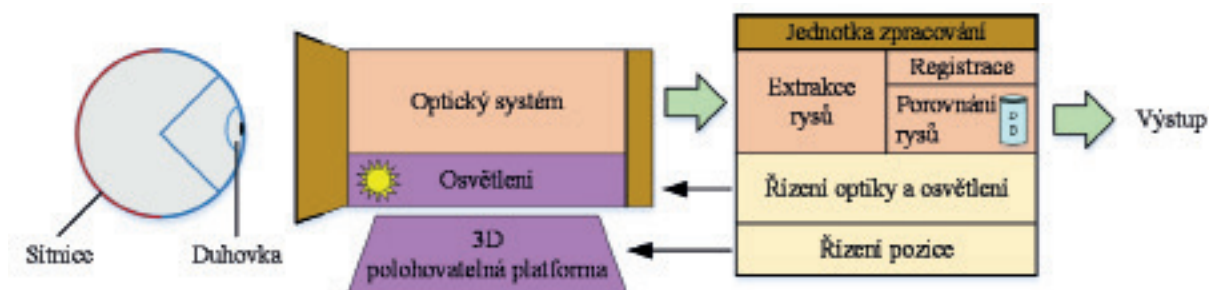 Sítnice
Duhovka
Optický systém
Osvětlení
3D
polohovatelná platforma
Jednotka zpracování
Extrakce
rysů
Registrace
Porovnání
rysů
D
D
Řízení optiky a osvětlení
Řízení pozice
Výstup